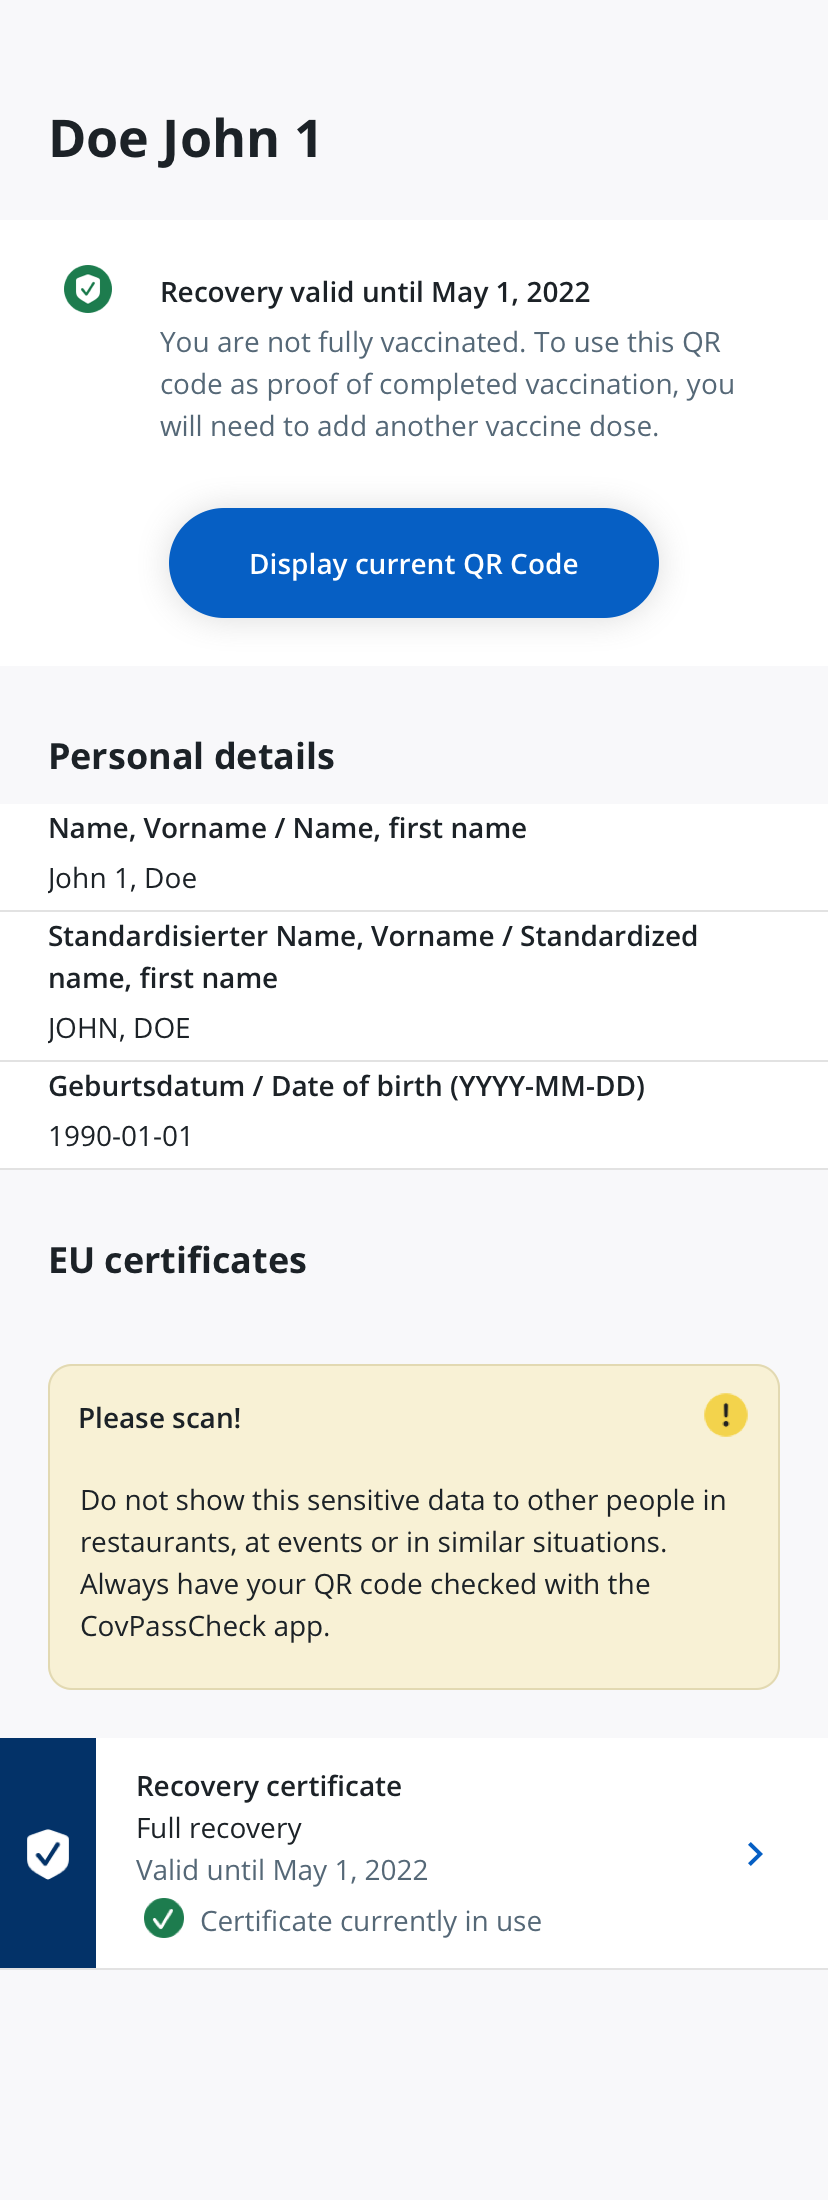 Doe John 1
Recovery valid until May 1, 2022
You are not fully vaccinated. To use this QR
code as proof of completed vaccination, you
will need to add another vaccine dose.
Display current QR Code
Personal details
Name, Vorname / Name, first name
John 1, Doe
Standardisierter Name, Vorname / Standardized
name, first name
JOHN, DOE
Geburtsdatum / Date of birth (YYYY-MM-DD)
1990-01-01
EU certificates
Please scan!
Do not show this sensitive data to other people in
restaurants, at events or in similar situations.
Always have your QR code checked with the
CovPassCheck app.
Recovery certificate
Full recovery
Valid until May 1, 2022
Certificate currently in use